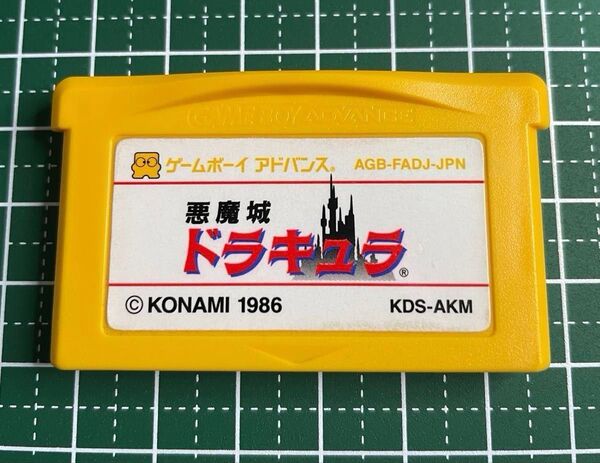 GAME BOY ADVANCE
ゲームボーイ アドバンス® AGB-FADJ-JPN
悪魔城
ドラキュラ®
© KONAMI 1986 KDS-AKM